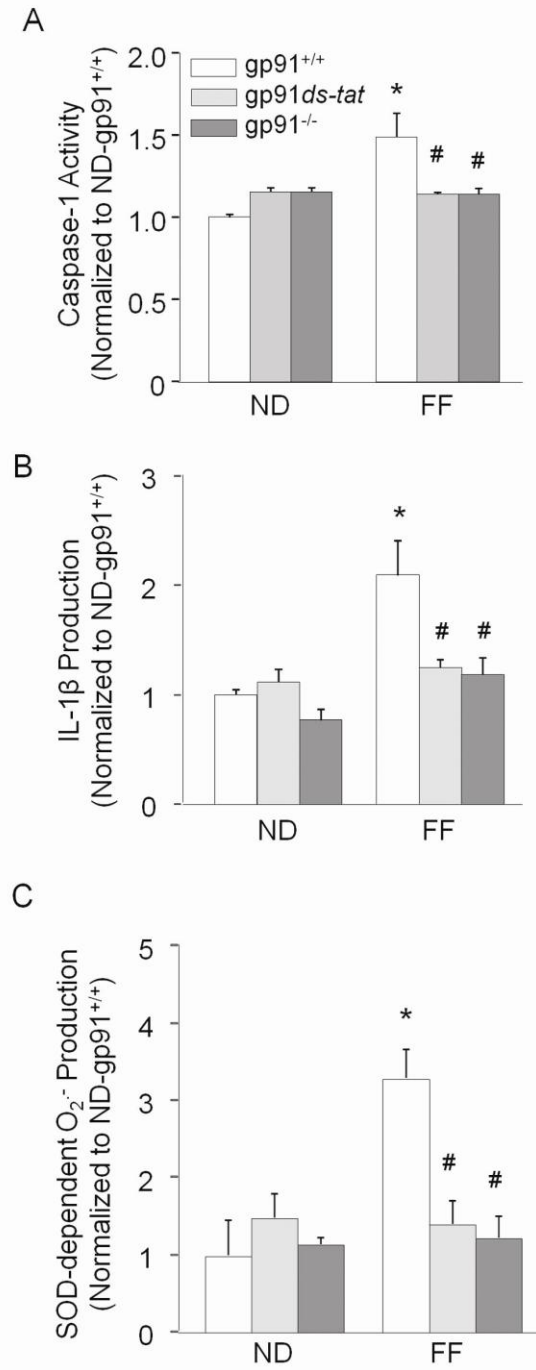 A
Caspase-1 Activity
(Normalized to ND-gp91+/+)
2.0
1.5
1.0
0.5
0
gp91+/+
gp91ds-tat
gp91-/-
*
#
#
ND
FF
B
IL-1β Production
(Normalized to ND-gp91+/+)
3
2
1
0
*
#
#
ND
FF
C
SOD-dependent O2·- Production
(Normalized to ND-gp91+/+)
5
4
3
2
1
0
*
#
#
ND
FF